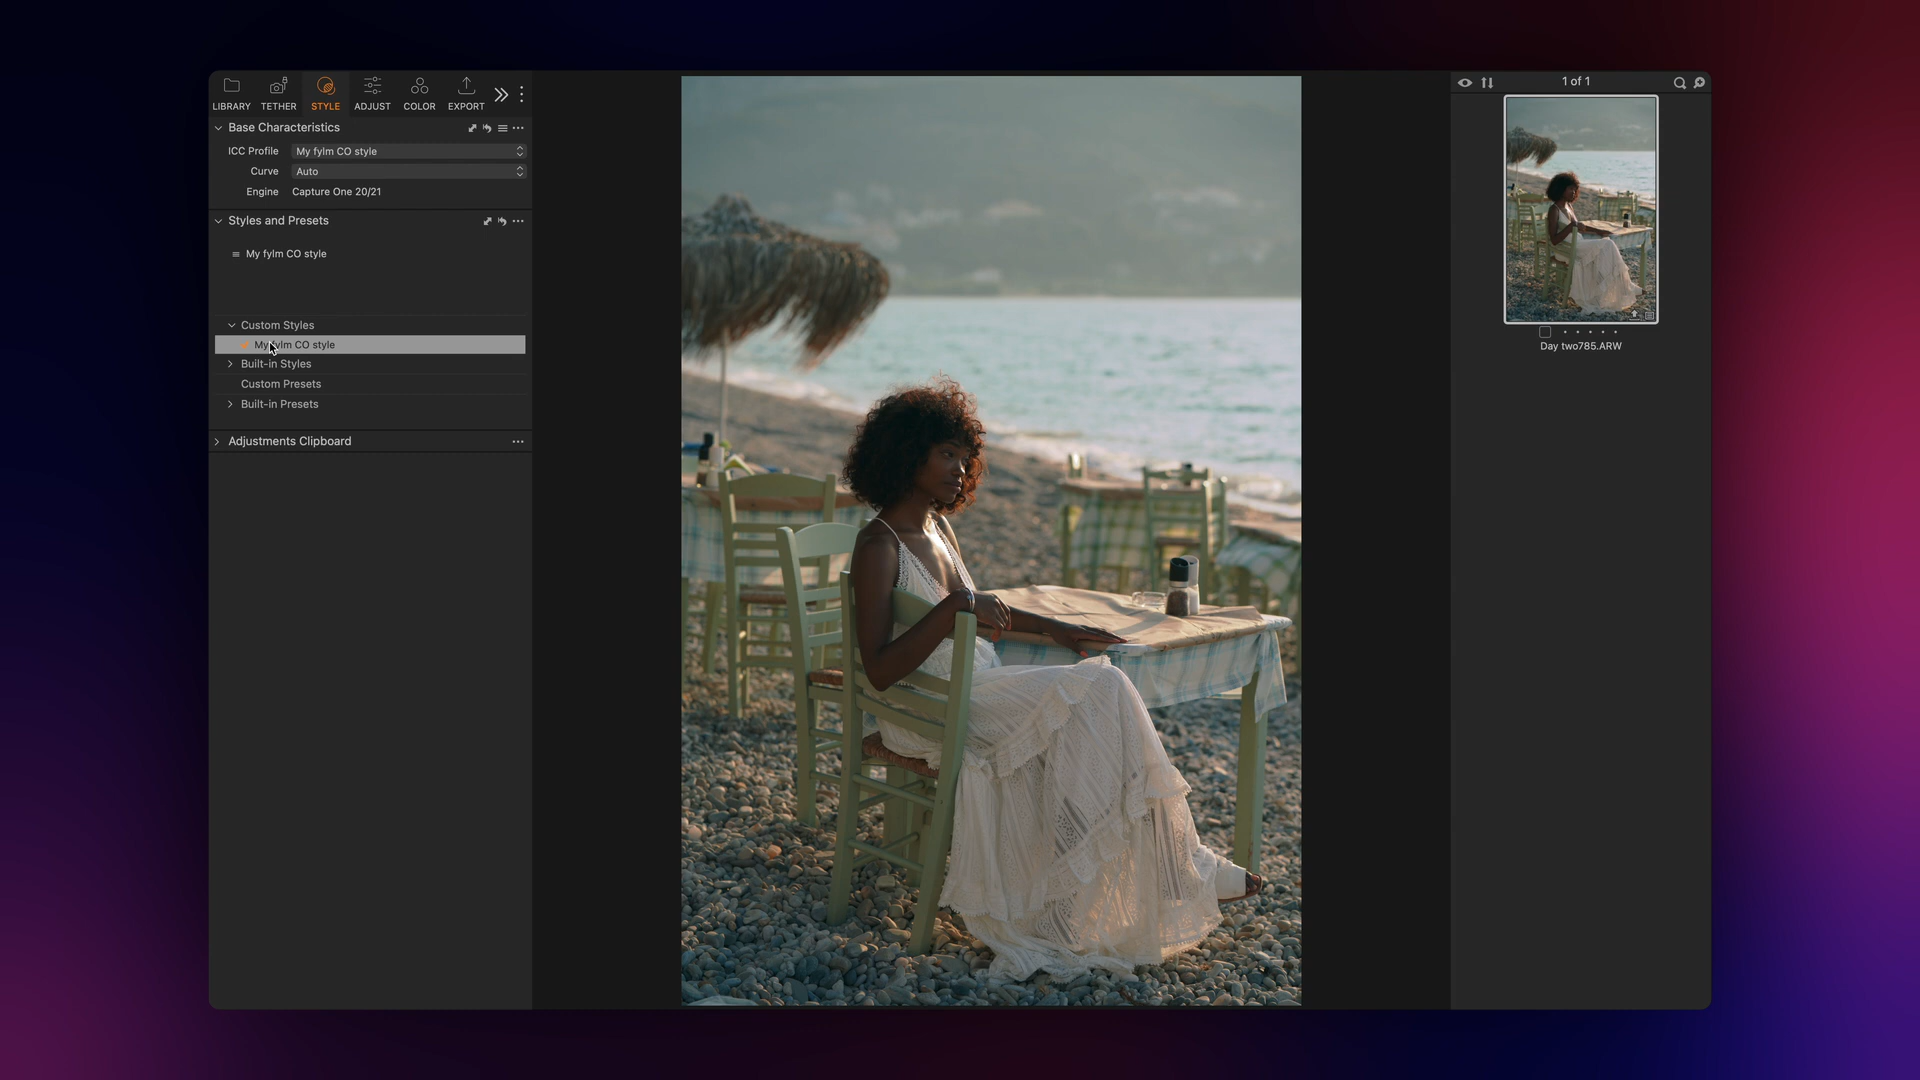 LIBRARY TETHER STYLE ADJUST COLOR EXPORT
Base Characteristics
ICC Profile My fylm CO style
Curve Auto
Engine Capture One 20/21
Styles and Presets
My fylm CO style
Custom Styles
My fylm CO style
Built-in Styles
Custom Presets
Built-in Presets
Adjustments Clipboard
1 of 1
Day two785.ARW